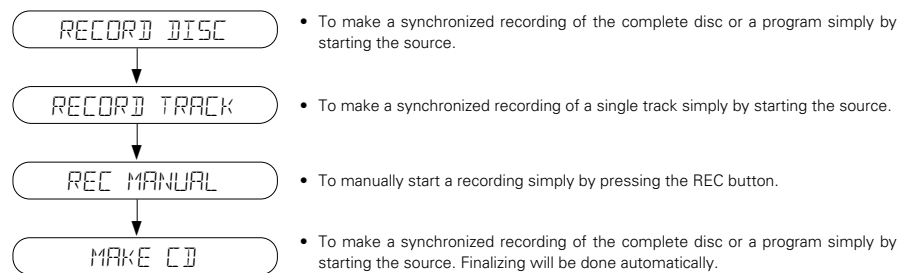 RECORD DISC
• To make a synchronized recording of the complete disc or a program simply by
starting the source.
RECORD TRACK
• To make a synchronized recording of a single track simply by starting the source.
REC MANUAL
• To manually start a recording simply by pressing the REC button.
MAKE CD
• To make a synchronized recording of the complete disc or a program simply by
starting the source. Finalizing will be done automatically.